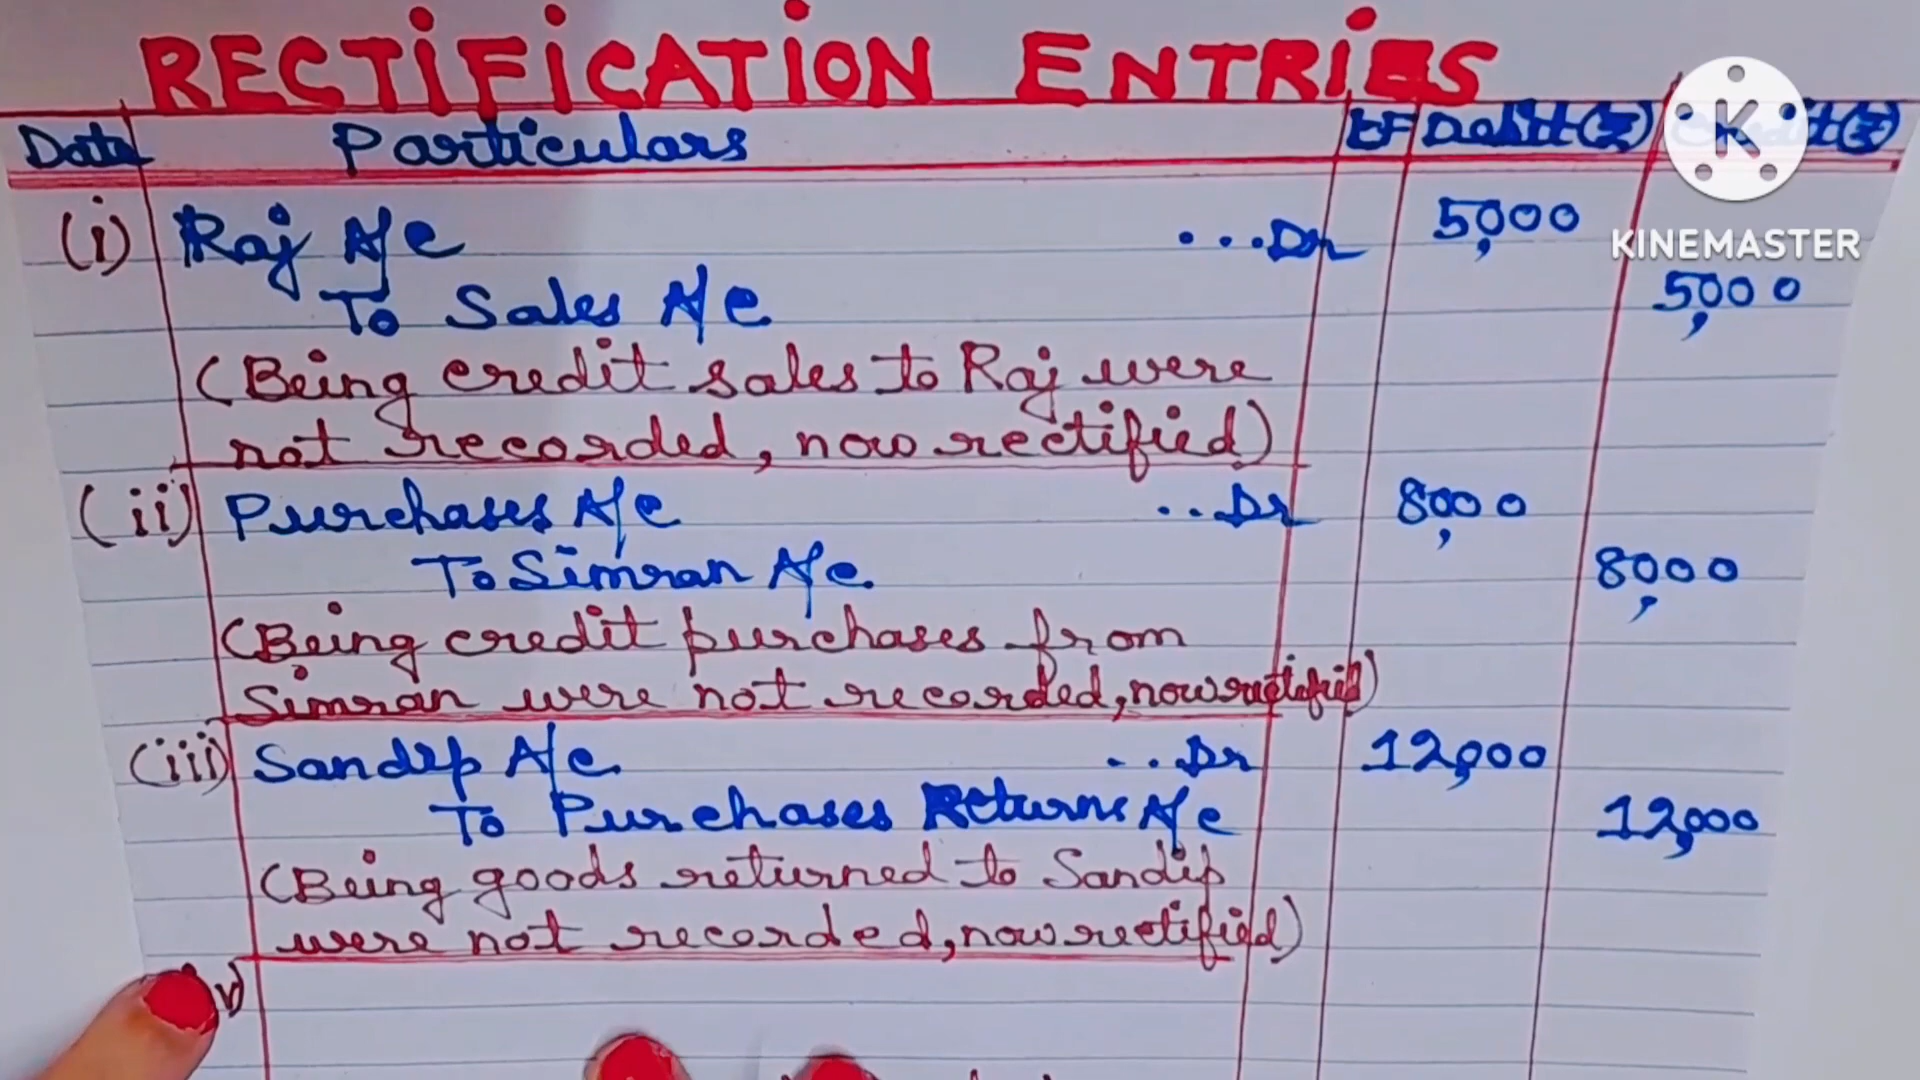 RECTIFICATION ENTRIES
Date Particulars LF Debit(₹) Credit(₹)
KINEMASTER
(i) Raj A/c ...Dr 5,000
To Sales A/c 5,000
(Being credit sales to Raj were
not recorded, now rectified)
(ii) Purchases A/c ...Dr 8,000
To Simran A/c. 8,000
(Being credit purchases from
Simran were not recorded, now rectified)
(iii) Sandip A/c ...Dr 12,000
To Purchases Returns A/c 12,000
(Being goods returned to Sandip
were not recorded, now rectified)
v)